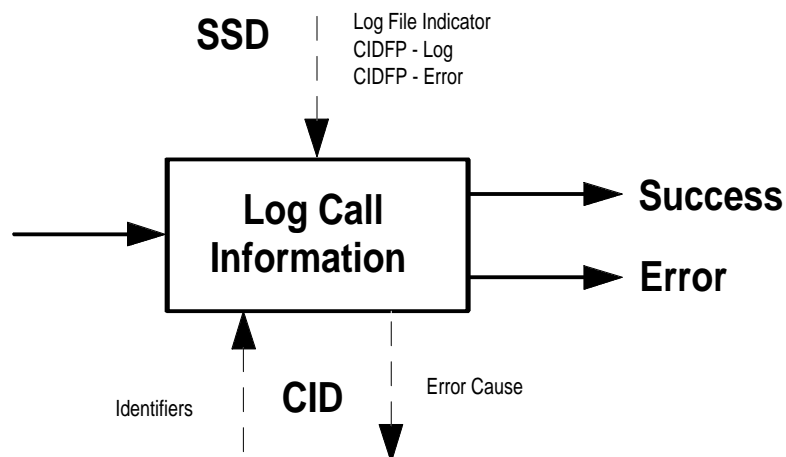 SSD
Log File Indicator
CIDFP - Log
CIDFP - Error
Log Call
Information
Success
Error
Identifiers
CID
Error Cause